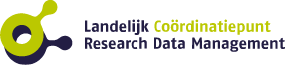 Landelijk Coördinatiepunt
Research Data Management